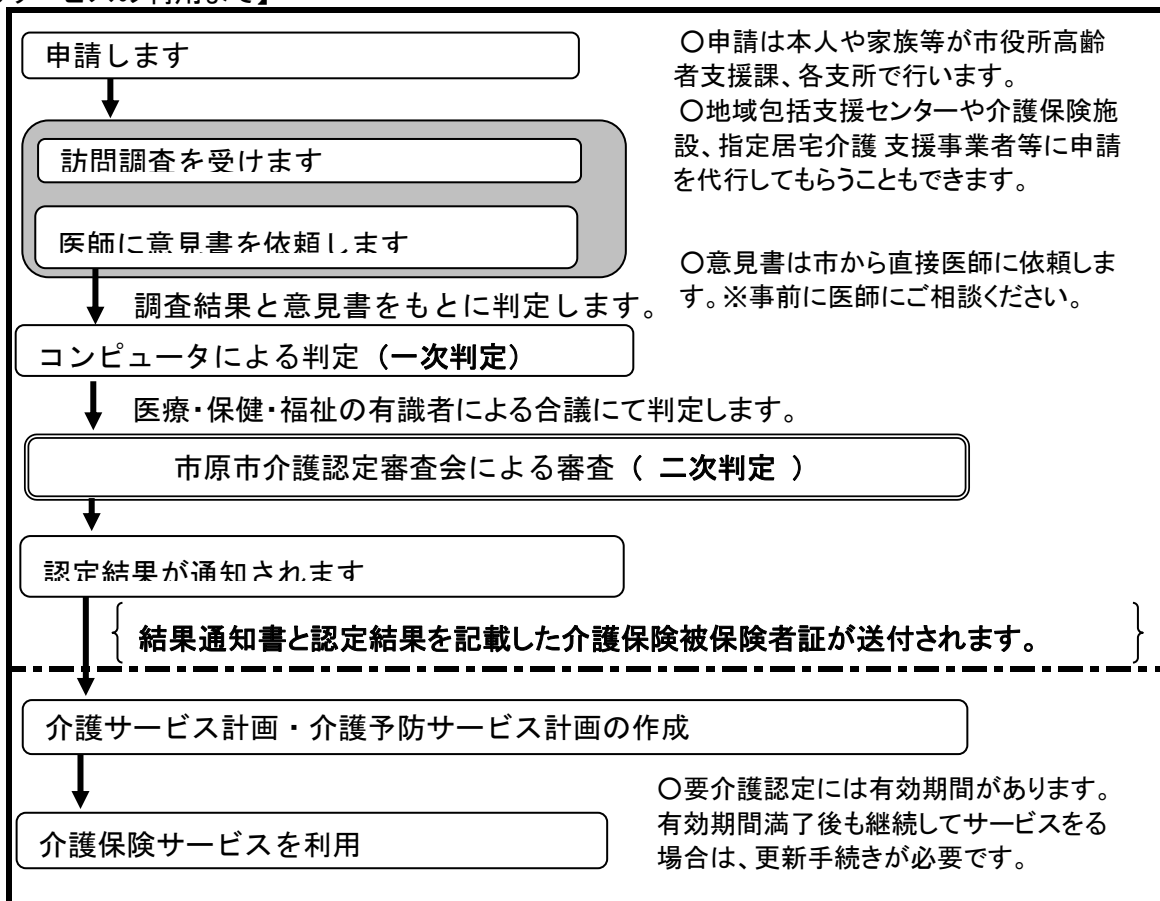 サービスの利用まで】
申請します
○申請は本人や家族等が市役所高齢
者支援課、各支所で行います。
○地域包括支援センターや介護保険施
設、指定居宅介護 支援事業者等に申請
を代行してもらうこともできます。
訪問調査を受けます
医師に意見書を依頼します
○意見書は市から直接医師に依頼しま
す。※事前に医師にご相談ください。
調査結果と意見書をもとに判定します。
コンピュータによる判定（一次判定）
医療・保健・福祉の有識者による合議にて判定します。
市原市介護認定審査会による審査（ 二次判定 ）
認定結果が通知されます
結果通知書と認定結果を記載した介護保険被保険者証が送付されます。
介護サービス計画・介護予防サービス計画の作成
介護保険サービスを利用
○要介護認定には有効期間があります。
有効期間満了後も継続してサービスをる
場合は、更新手続きが必要です。